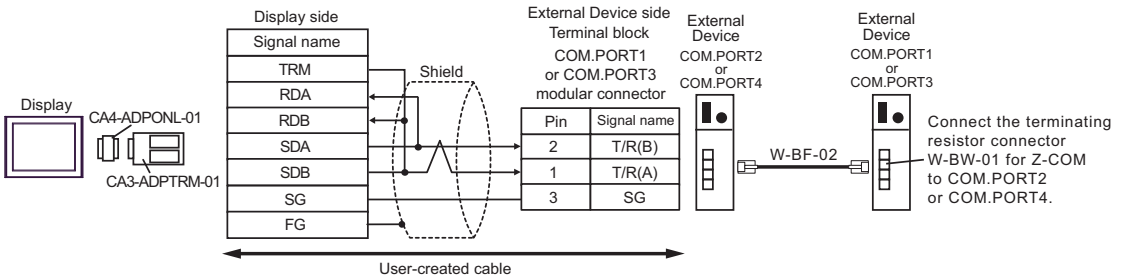 Display
CA4-ADPONL-01
CA3-ADPTRM-01
Display side
Signal name
TRM
RDA
RDB
SDA
SDB
SG
FG
Shield
External Device side
Terminal block
COM.PORT1
or COM.PORT3
modular connector
Pin Signal name
2 T/R(B)
1 T/R(A)
3 SG
User-created cable
External
Device
COM.PORT2
or
COM.PORT4
W-BF-02
External
Device
COM.PORT1
or
COM.PORT3
Connect the terminating
resistor connector
W-BW-01 for Z-COM
to COM.PORT2
or COM.PORT4.